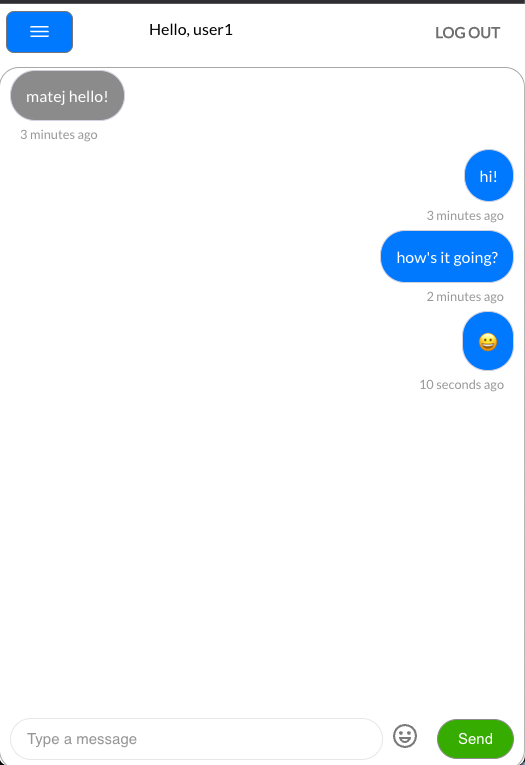 Hello, user1
LOG OUT
matej hello!
3 minutes ago
hi!
3 minutes ago
how's it going?
2 minutes ago
😀
10 seconds ago
Type a message
Send